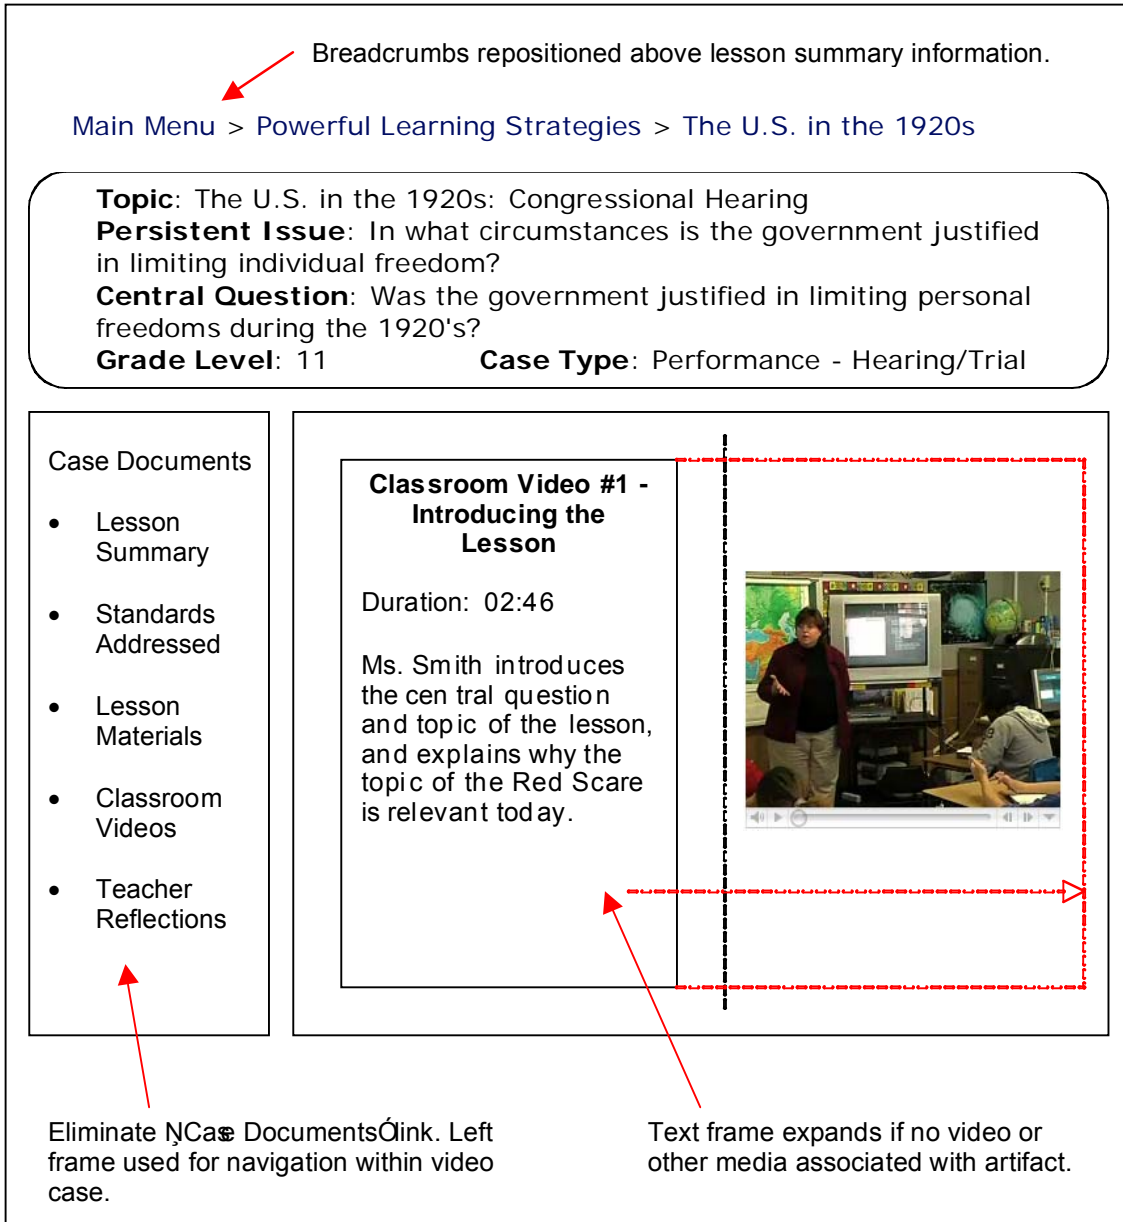 Breadcrumbs repositioned above lesson summary information.
Main Menu > Powerful Learning Strategies > The U.S. in the 1920s
Topic: The U.S. in the 1920s: Congressional Hearing
Persistent Issue: In what circumstances is the government justified
in limiting individual freedom?
Central Question: Was the government justified in limiting personal
freedoms during the 1920's?
Grade Level: 11 Case Type: Performance - Hearing/Trial
Case Documents
• Lesson
Summary
• Standards
Addressed
• Lesson
Materials
• Classroom
Videos
• Teacher
Reflections
Classroom Video #1 -
Introducing the
Lesson
Duration: 02:46
Ms. Smith introduces
the cen tral question
and topic of the lesson,
and explains why the
topic of the Red Scare
is relevant today.
Eliminate ŅCase DocumentsÓ link. Left
frame used for navigation within video
case.
Text frame expands if no video or
other media associated with artifact.